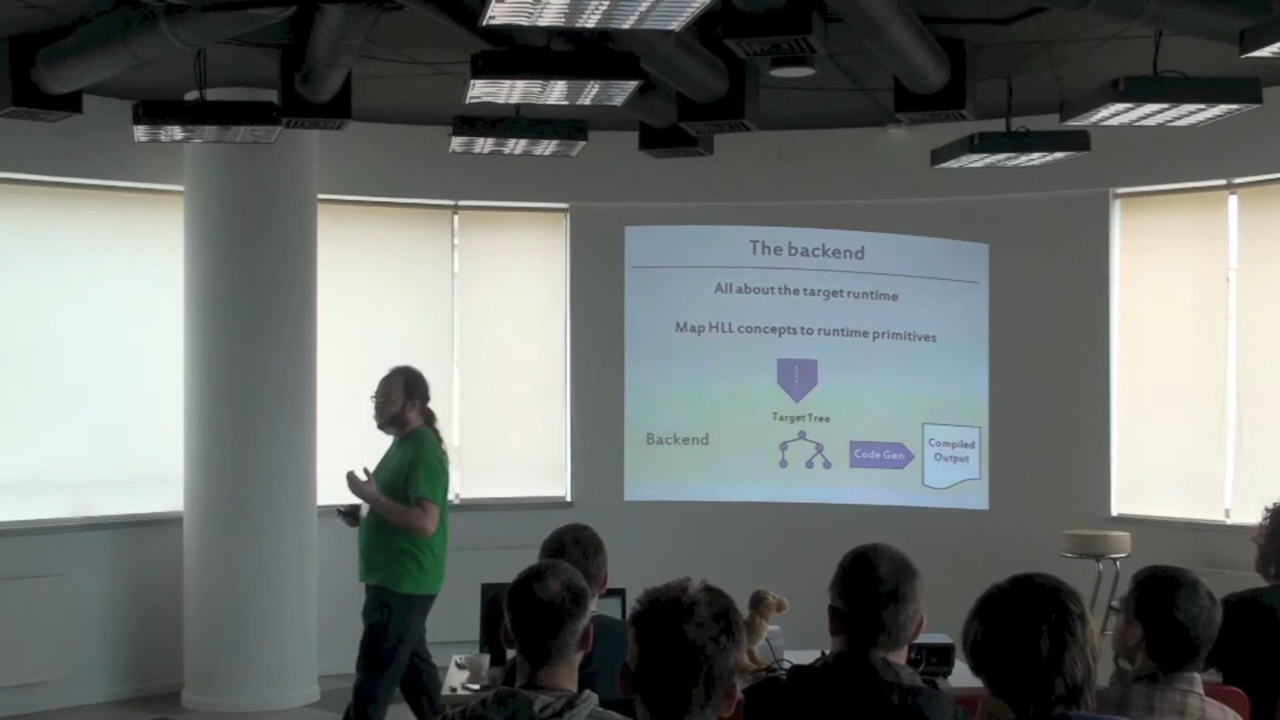 The backend
All about the target runtime
Map HLL concepts to runtime primitives
Target Tree
Backend
Code Gen
Compiled
Output